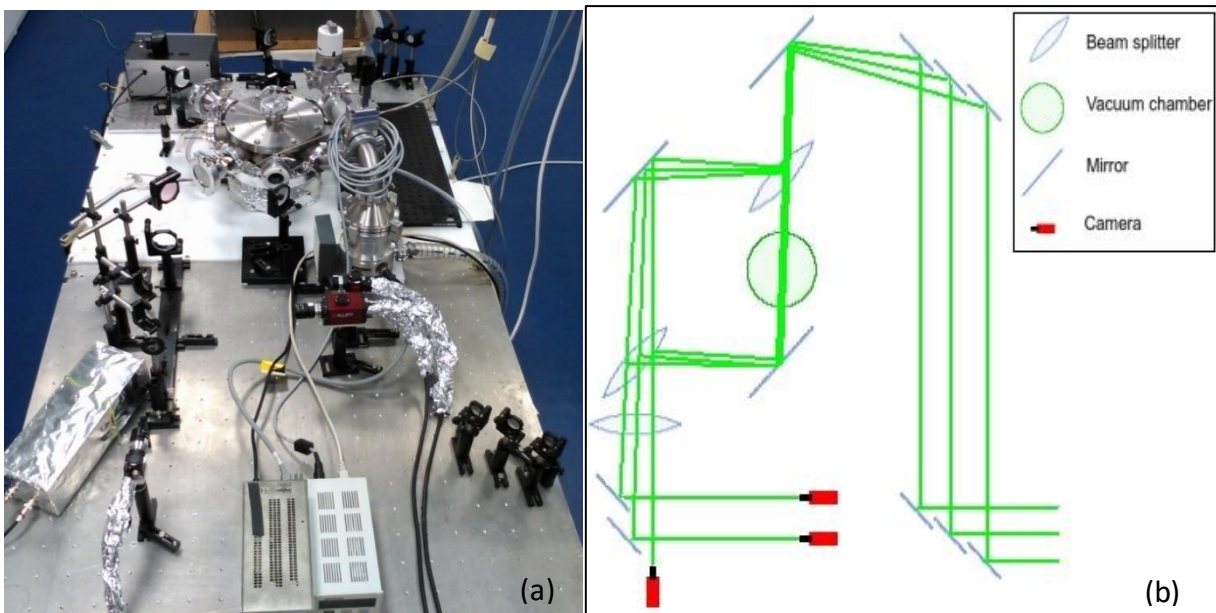 (a)
Beam splitter
Vacuum chamber
Mirror
Camera
(b)